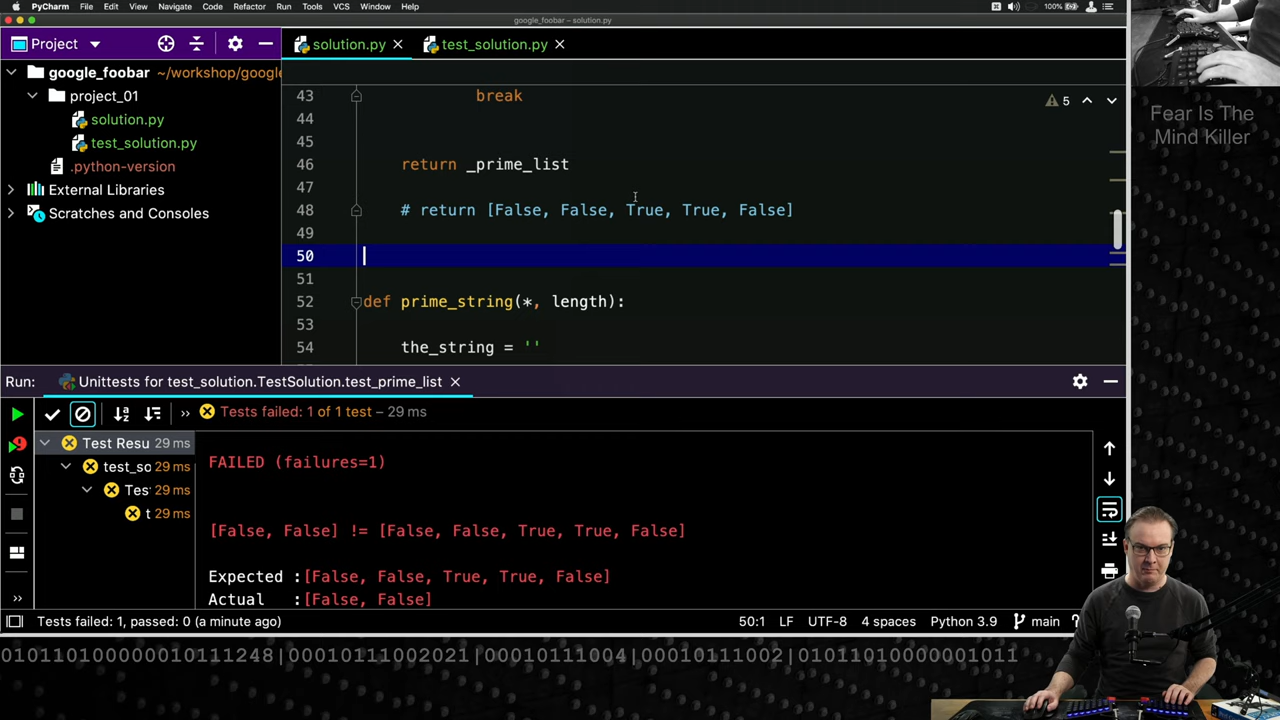 PyCharm File Edit View Navigate Code Refactor Run Tools VCS Window Help
100%
google_foobar – solution.py
Project
solution.py
test_solution.py
google_foobar ~/workshop/google
project_01
solution.py
test_solution.py
.python-version
External Libraries
Scratches and Consoles
43 break
5
44
45
46 return _prime_list
47
48 # return [False, False, True, True, False]
49
50
51
52 def prime_string(*, length):
53
54 the_string = ''
Fear Is The
Mind Killer
Run: Unittests for test_solution.TestSolution.test_prime_list
Tests failed: 1 of 1 test – 29 ms
Test Resu 29 ms
test_so 29 ms
Tes 29 ms
t 29 ms
FAILED (failures=1)
[False, False] != [False, False, True, True, False]
Expected :[False, False, True, True, False]
Actual :[False, False]
Tests failed: 1, passed: 0 (a minute ago)
50:1 LF UTF-8 4 spaces Python 3.9 main